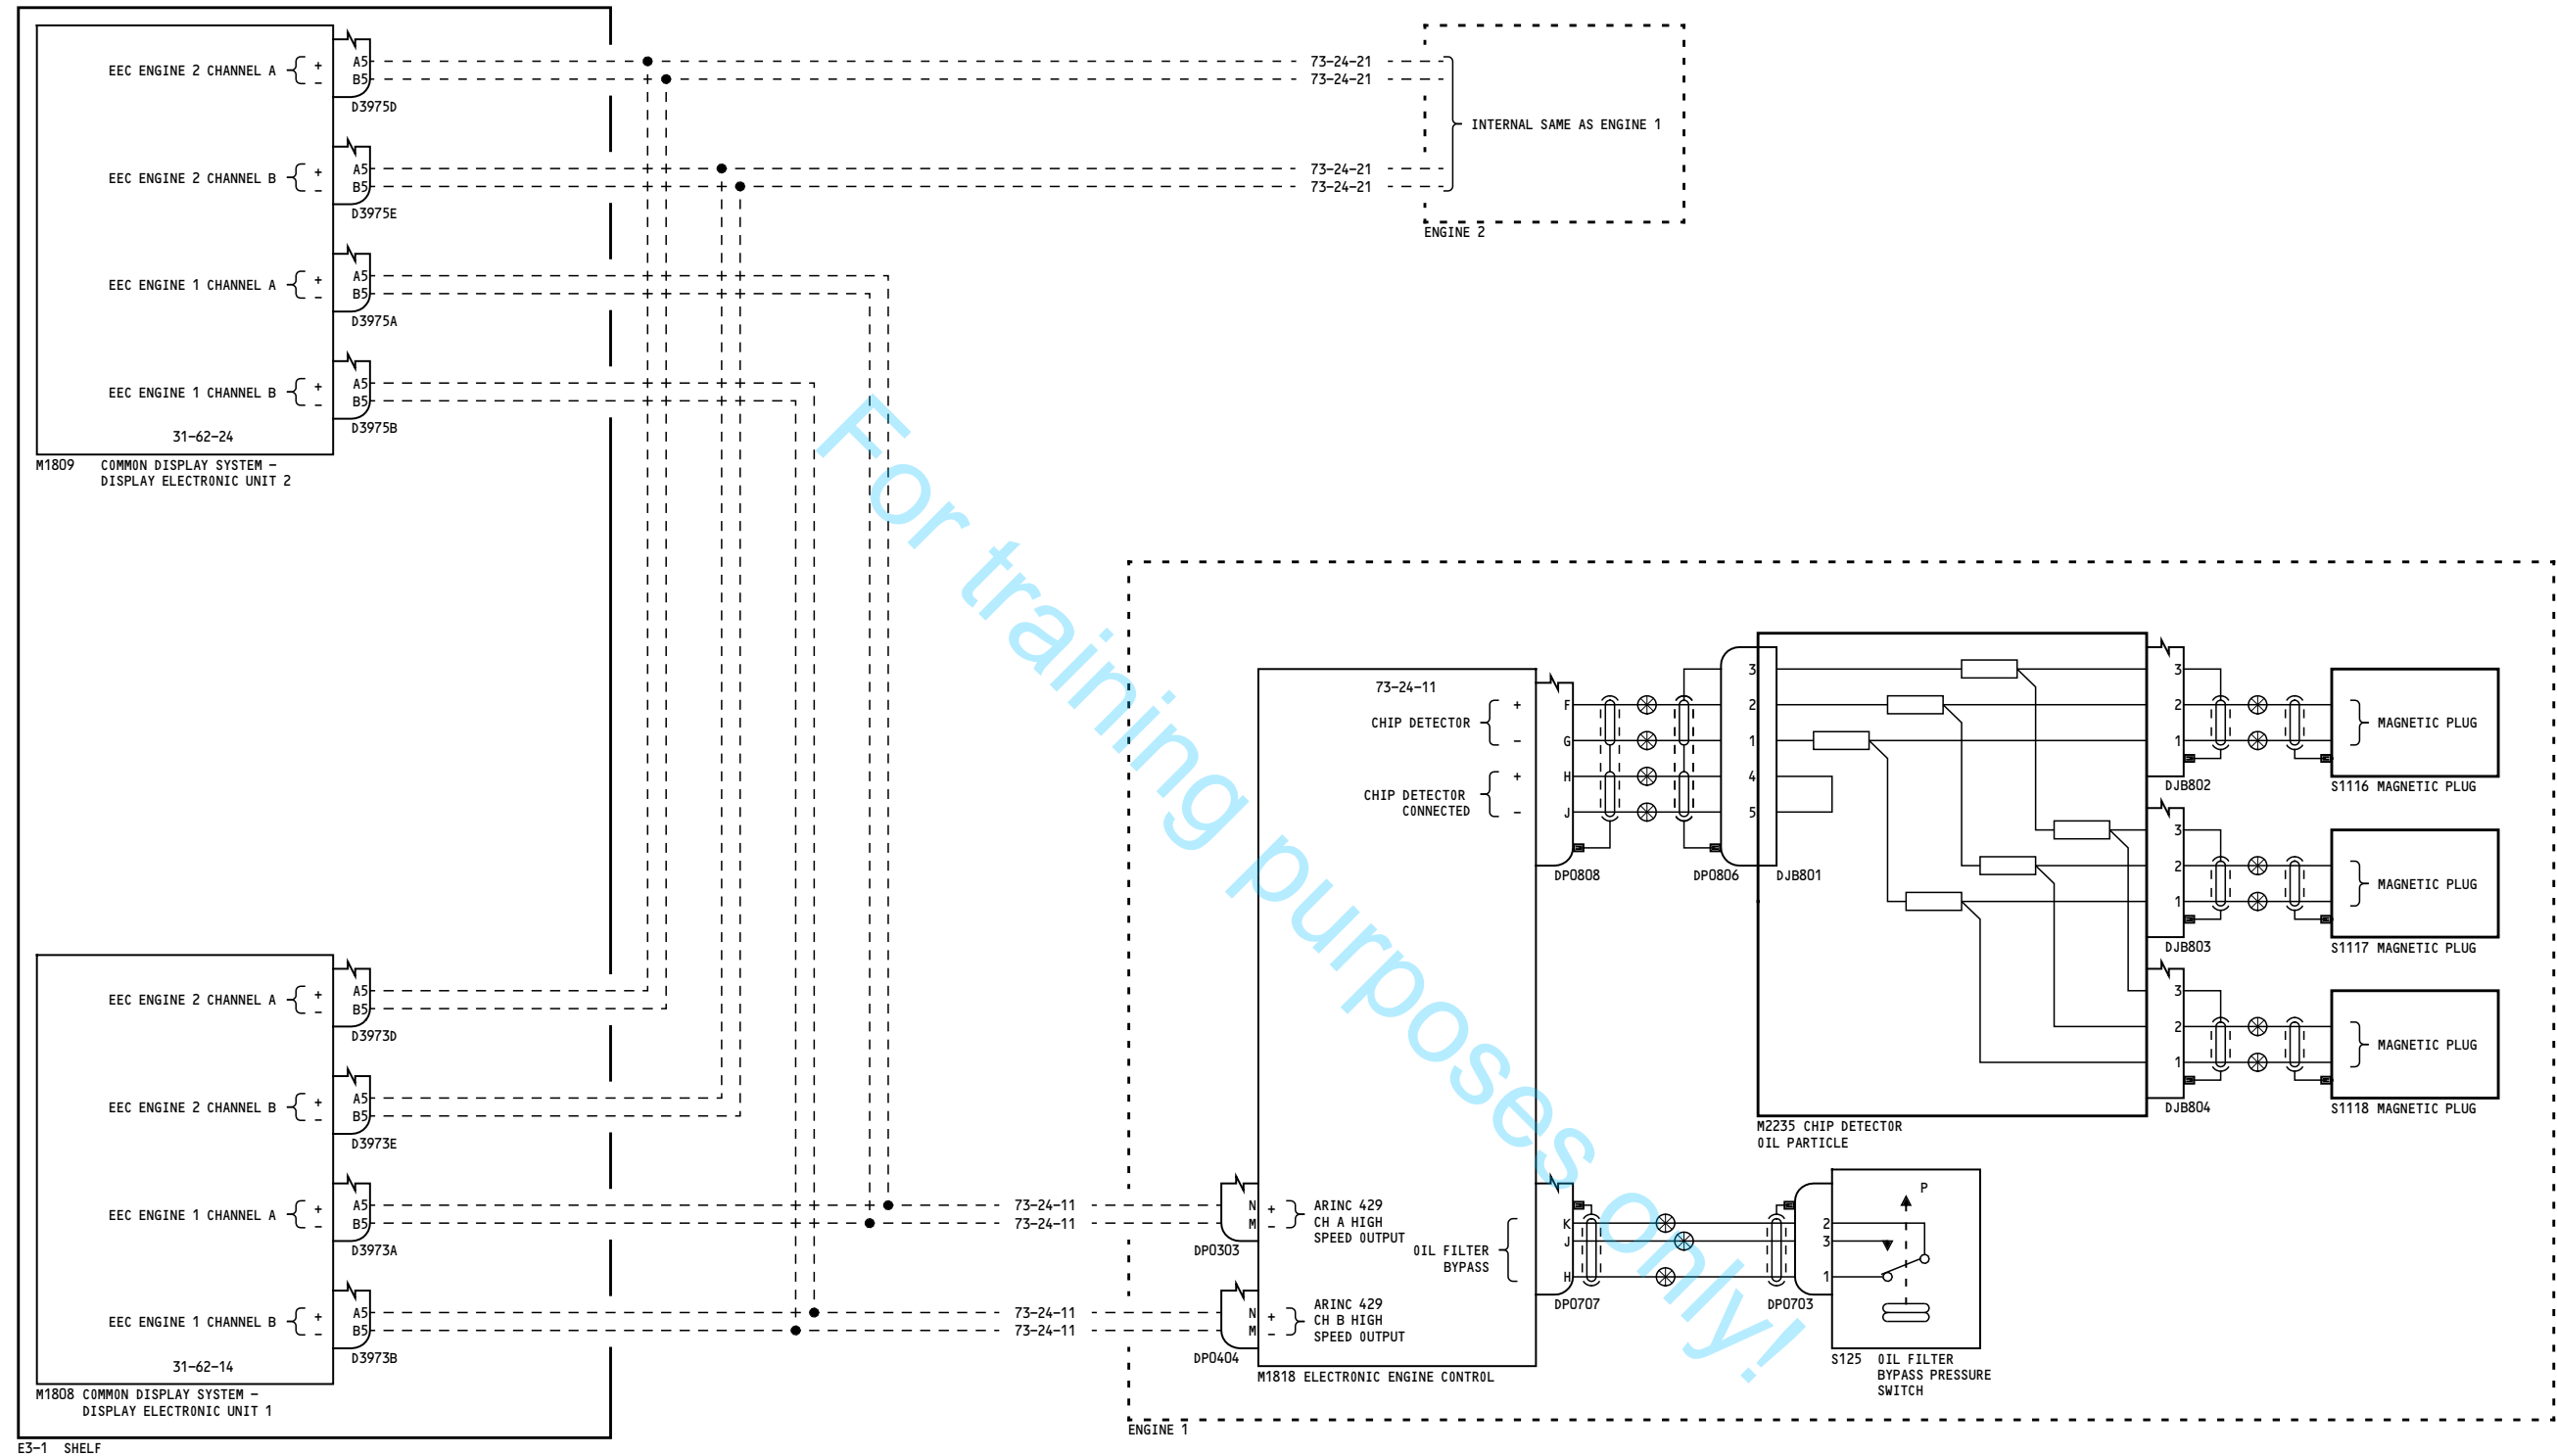 EEC ENGINE 2 CHANNEL A
+
−
A5
B5
D3975D
EEC ENGINE 2 CHANNEL B
+
−
A5
B5
D3975E
EEC ENGINE 1 CHANNEL A
+
−
A5
B5
D3975A
EEC ENGINE 1 CHANNEL B
+
−
A5
B5
D3975B
31-62-24
M1809 COMMON DISPLAY SYSTEM -
DISPLAY ELECTRONIC UNIT 2
73-24-21
73-24-21
73-24-21
73-24-21
INTERNAL SAME AS ENGINE 1
ENGINE 2
EEC ENGINE 2 CHANNEL A
+
−
A5
B5
D3973D
EEC ENGINE 2 CHANNEL B
+
−
A5
B5
D3973E
EEC ENGINE 1 CHANNEL A
+
−
A5
B5
D3973A
EEC ENGINE 1 CHANNEL B
+
−
A5
B5
D3973B
31-62-14
M1808 COMMON DISPLAY SYSTEM -
DISPLAY ELECTRONIC UNIT 1
E3-1 SHELF
73-24-11
73-24-11
73-24-11
73-24-11
N
M
DP0303
N
M
DP0404
+
−
ARINC 429
CH A HIGH
SPEED OUTPUT
+
−
ARINC 429
CH B HIGH
SPEED OUTPUT
73-24-11
CHIP DETECTOR
+
−
CHIP DETECTOR
CONNECTED
+
−
F
G
H
J
DP0808
OIL FILTER
BYPASS
K
J
H
DP0707
M1818 ELECTRONIC ENGINE CONTROL
3
2
1
4
5
DP0806
DJB801
3
2
1
DJB802
3
2
1
DJB803
3
2
1
DJB804
M2235 CHIP DETECTOR
OIL PARTICLE
MAGNETIC PLUG
S1116 MAGNETIC PLUG
MAGNETIC PLUG
S1117 MAGNETIC PLUG
MAGNETIC PLUG
S1118 MAGNETIC PLUG
2
3
1
DP0703
P
S125 OIL FILTER
BYPASS PRESSURE
SWITCH
ENGINE 1
For training purposes only!